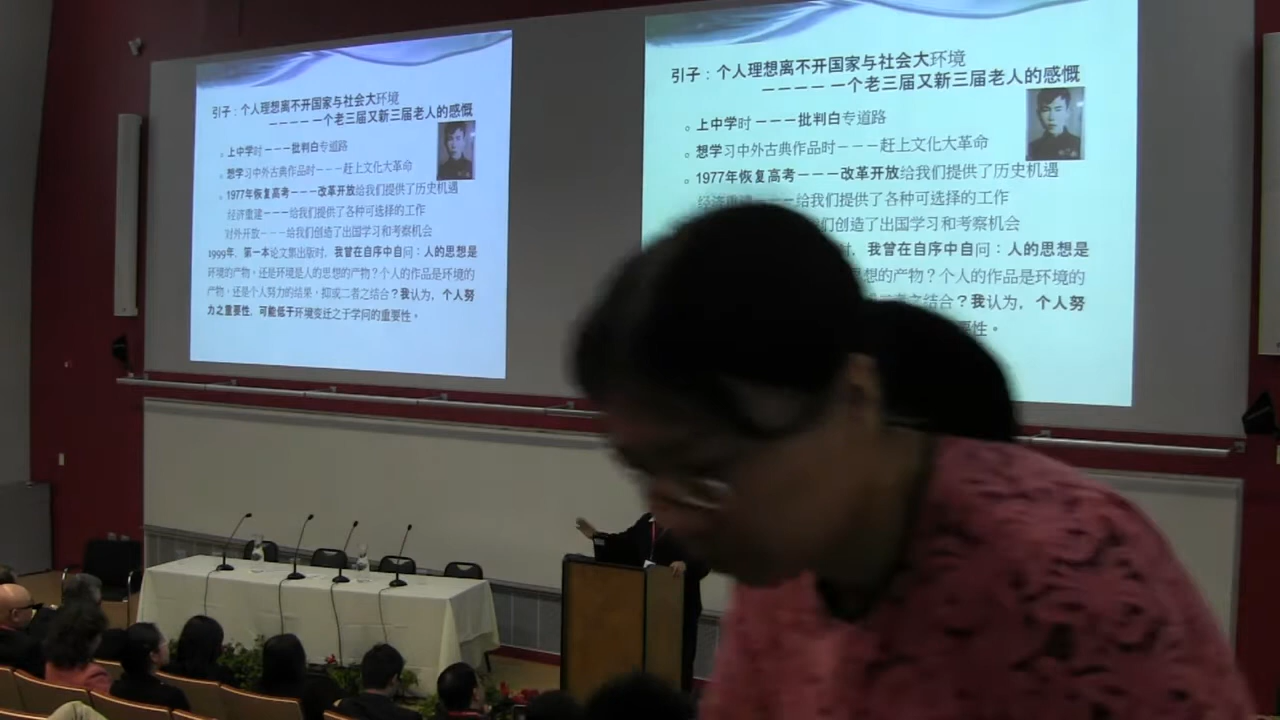 引子：个人理想离不开国家与社会大环境
————一个老三届又新三届老人的感慨
。上中学时———批判白专道路
。想学习中外古典作品时———赶上文化大革命
。1977年恢复高考———改革开放给我们提供了历史机遇
经济重建———给我们提供了各种可选择的工作
对外开放———给我们创造了出国学习和考察机会
1999年，第一本论文集出版时，我曾在自序中自问：人的思想是
环境的产物，还是环境是人的思想的产物？个人的作品是环境的
产物，还是个人努力的结果，抑或二者之结合？我认为，个人努
力之重要性，可能低于环境变迁之于学问的重要性。
引子：个人理想离不开国家与社会大环境
————一个老三届又新三届老人的感慨
。上中学时———批判白专道路
。想学习中外古典作品时———赶上文化大革命
。1977年恢复高考———改革开放给我们提供了历史机遇
经济重建———给我们提供了各种可选择的工作
们创造了出国学习和考察机会
时，我曾在自序中自问：人的思想是
思想的产物？个人的作品是环境的
二者之结合？我认为，个人努
要性。